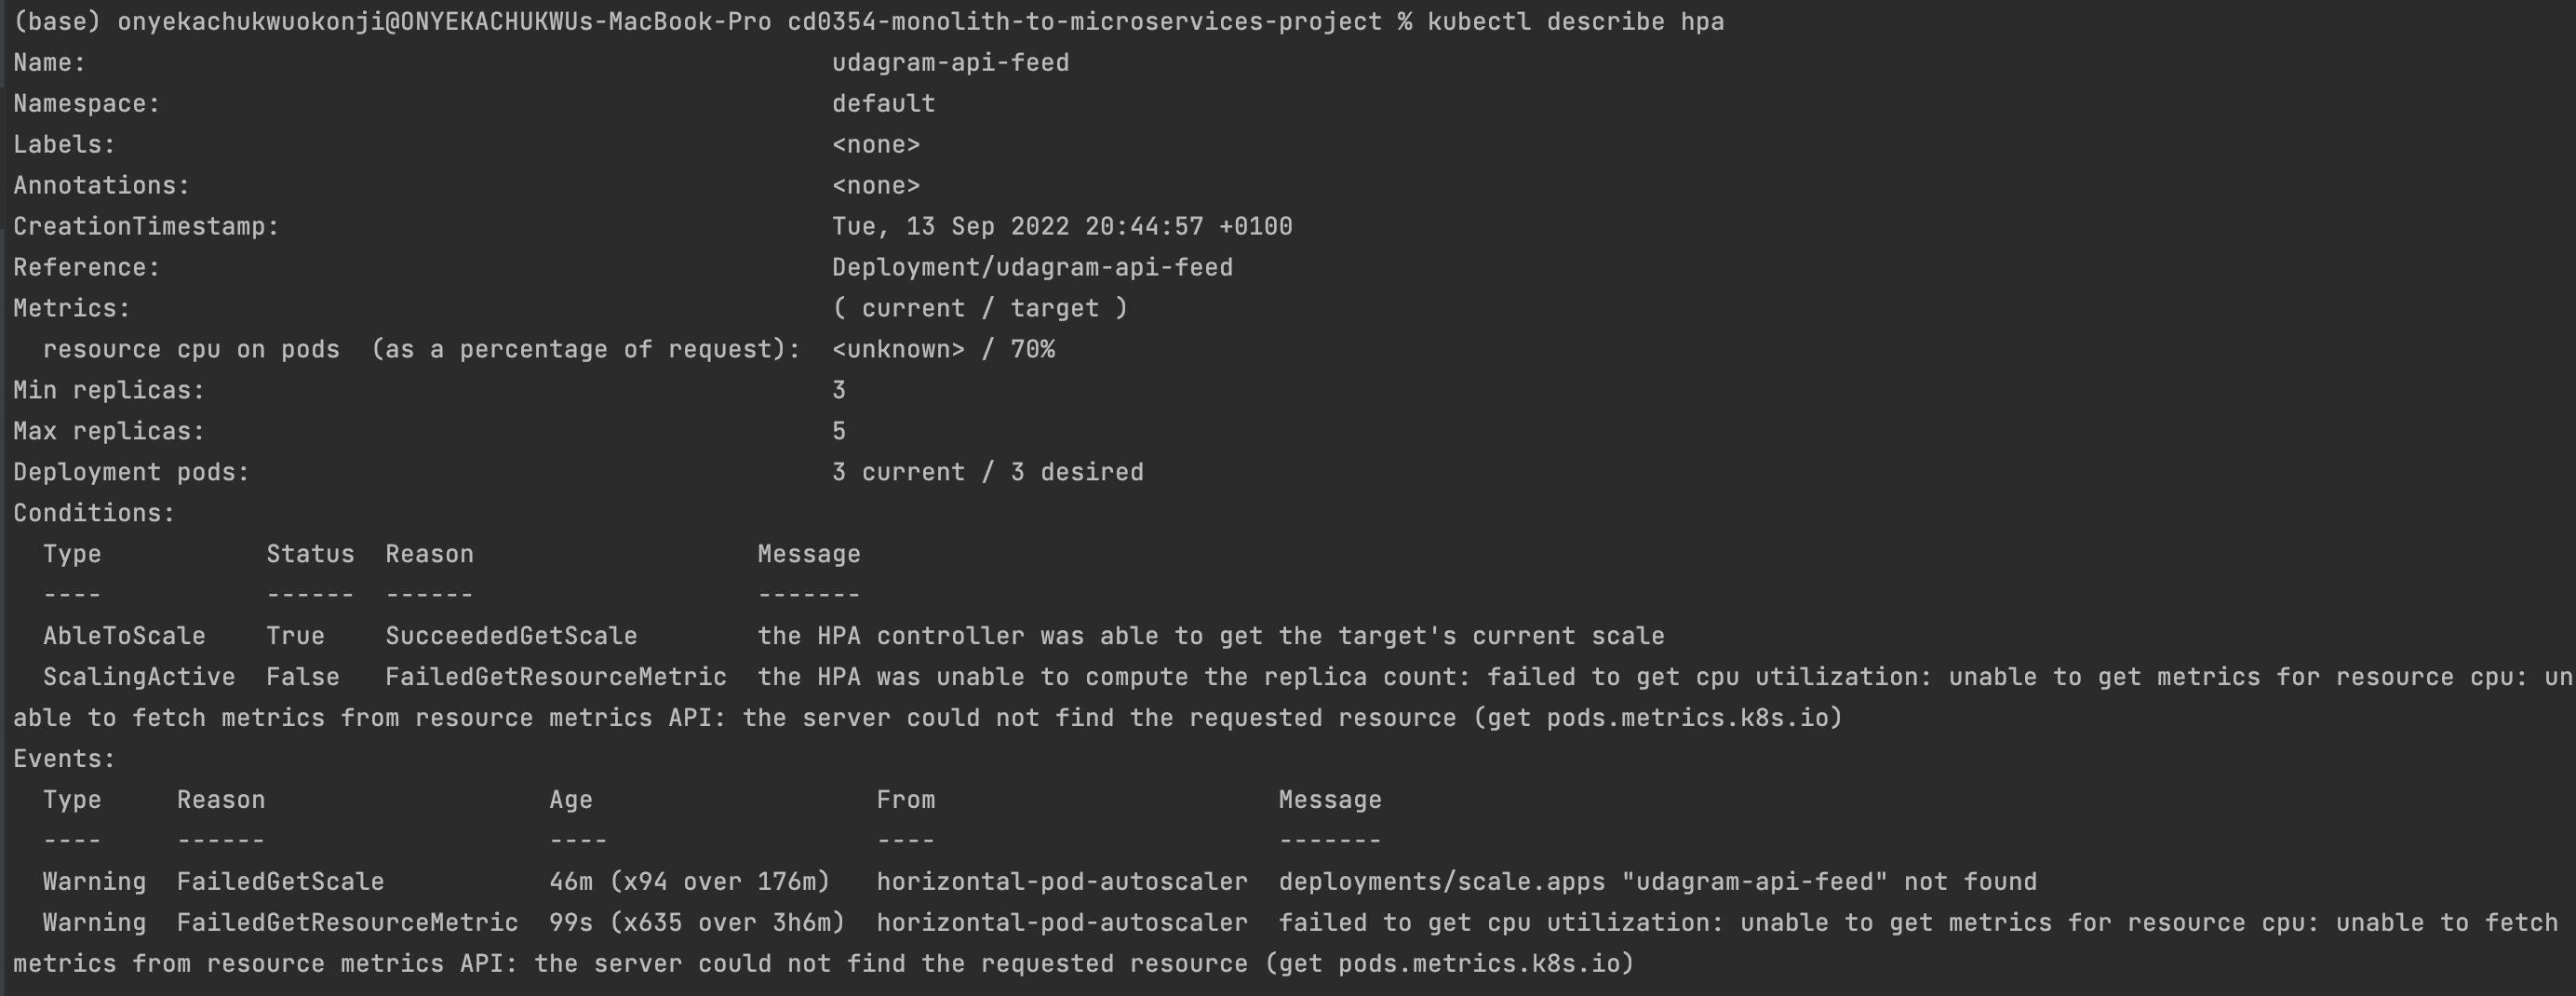 (base) onyekachukwuokonji@ONYEKACHUKWUs-MacBook-Pro cd0354-monolith-to-microservices-project % kubectl describe hpa
Name:                                                  udagram-api-feed
Namespace:                                             default
Labels:                                                <none>
Annotations:                                           <none>
CreationTimestamp:                                     Tue, 13 Sep 2022 20:44:57 +0100
Reference:                                             Deployment/udagram-api-feed
Metrics:                                               ( current / target )
  resource cpu on pods  (as a percentage of request):  <unknown> / 70%
Min replicas:                                          3
Max replicas:                                          5
Deployment pods:                                       3 current / 3 desired
Conditions:
  Type           Status  Reason                   Message
  ----           ------  ------                   -------
  AbleToScale    True    SucceededGetScale        the HPA controller was able to get the target's current scale
  ScalingActive  False   FailedGetResourceMetric  the HPA was unable to compute the replica count: failed to get cpu utilization: unable to get metrics for resource cpu: un
able to fetch metrics from resource metrics API: the server could not find the requested resource (get pods.metrics.k8s.io)
Events:
  Type     Reason                   Age                   From                       Message
  ----     ------                   ----                  ----                       -------
  Warning  FailedGetScale           46m (x94 over 176m)   horizontal-pod-autoscaler  deployments/scale.apps "udagram-api-feed" not found
  Warning  FailedGetResourceMetric  99s (x635 over 3h6m)  horizontal-pod-autoscaler  failed to get cpu utilization: unable to get metrics for resource cpu: unable to fetch
metrics from resource metrics API: the server could not find the requested resource (get pods.metrics.k8s.io)